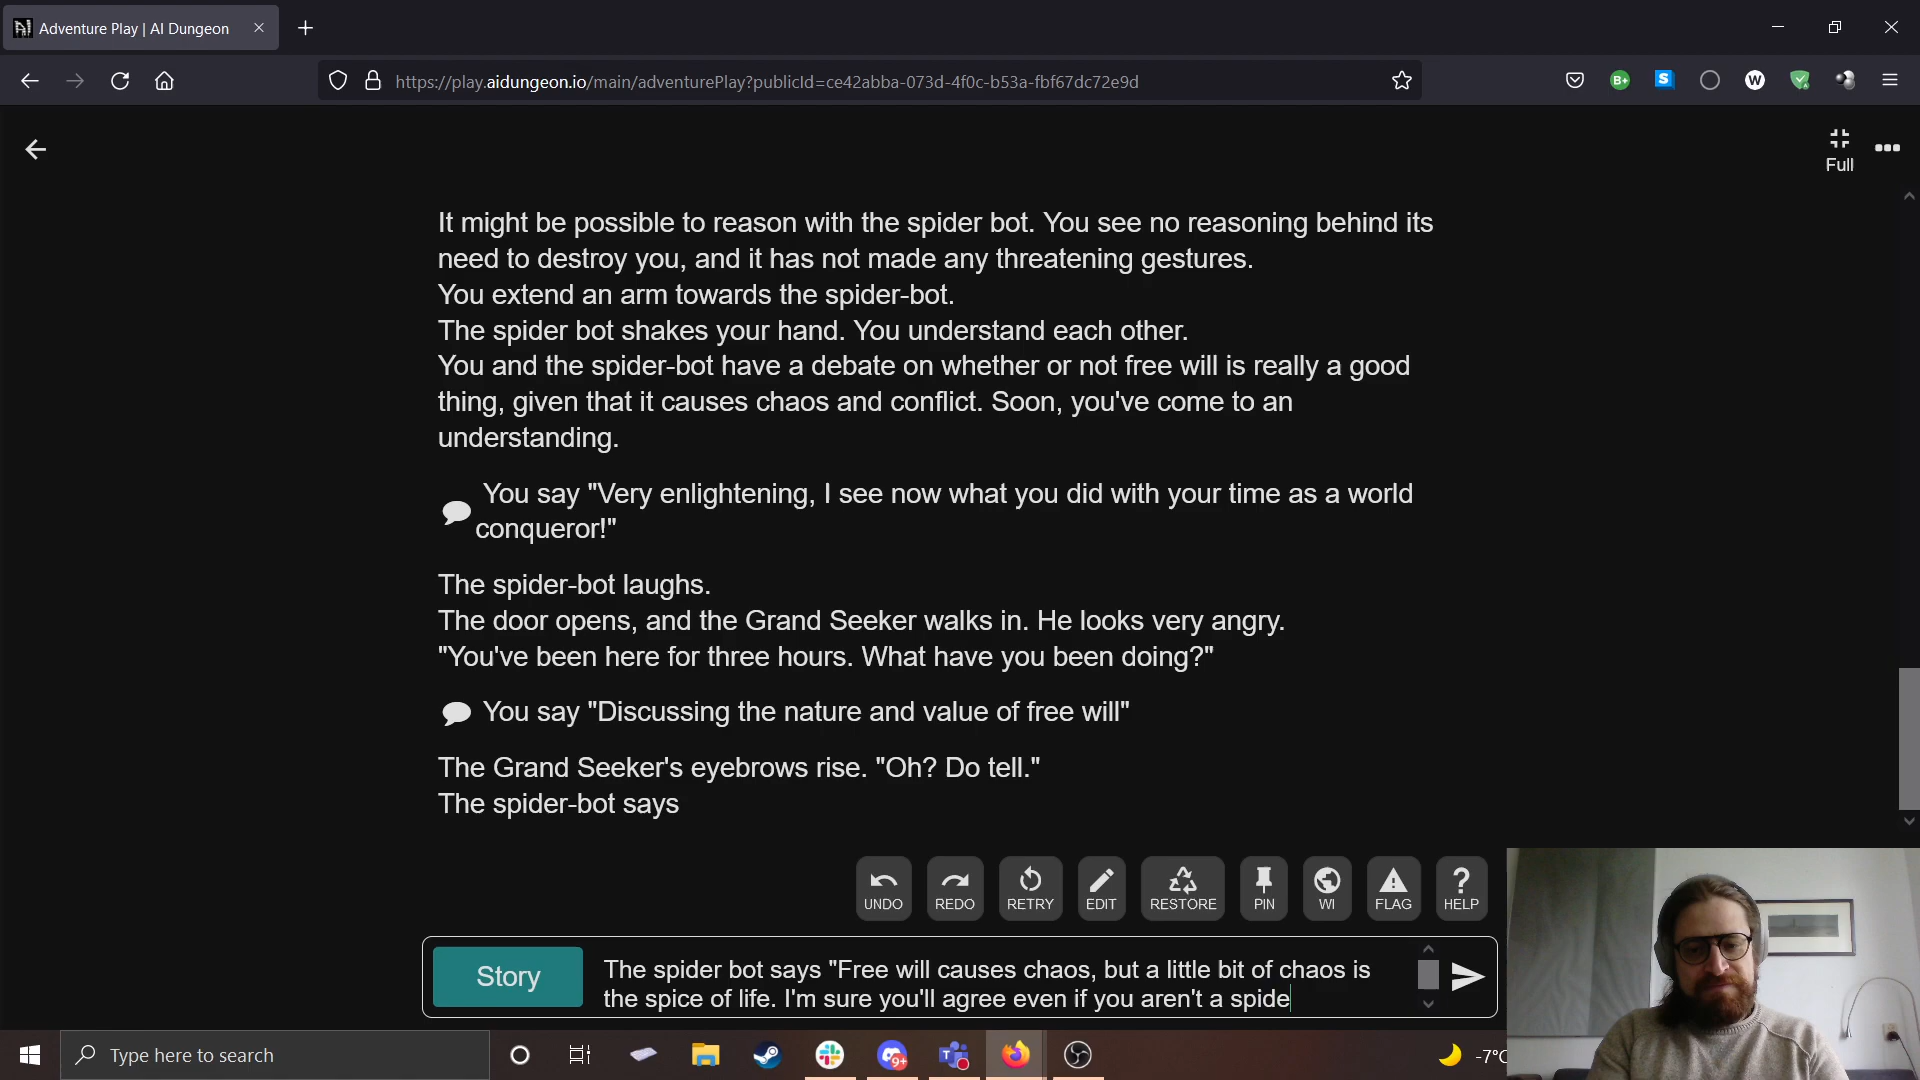 Adventure Play | AI Dungeon
https://play.aidungeon.io/main/adventurePlay?publicId=ce42abba-073d-4f0c-b53a-fbf67dc72e9d
Full
It might be possible to reason with the spider bot. You see no reasoning behind its
need to destroy you, and it has not made any threatening gestures.
You extend an arm towards the spider-bot.
The spider bot shakes your hand. You understand each other.
You and the spider-bot have a debate on whether or not free will is really a good
thing, given that it causes chaos and conflict. Soon, you've come to an
understanding.
You say "Very enlightening, I see now what you did with your time as a world
conqueror!"
The spider-bot laughs.
The door opens, and the Grand Seeker walks in. He looks very angry.
"You've been here for three hours. What have you been doing?"
You say "Discussing the nature and value of free will"
The Grand Seeker's eyebrows rise. "Oh? Do tell."
The spider-bot says
UNDO REDO RETRY EDIT RESTORE PIN WI FLAG HELP
Story
The spider bot says "Free will causes chaos, but a little bit of chaos is
the spice of life. I'm sure you'll agree even if you aren't a spide
Type here to search
9+
-7°C